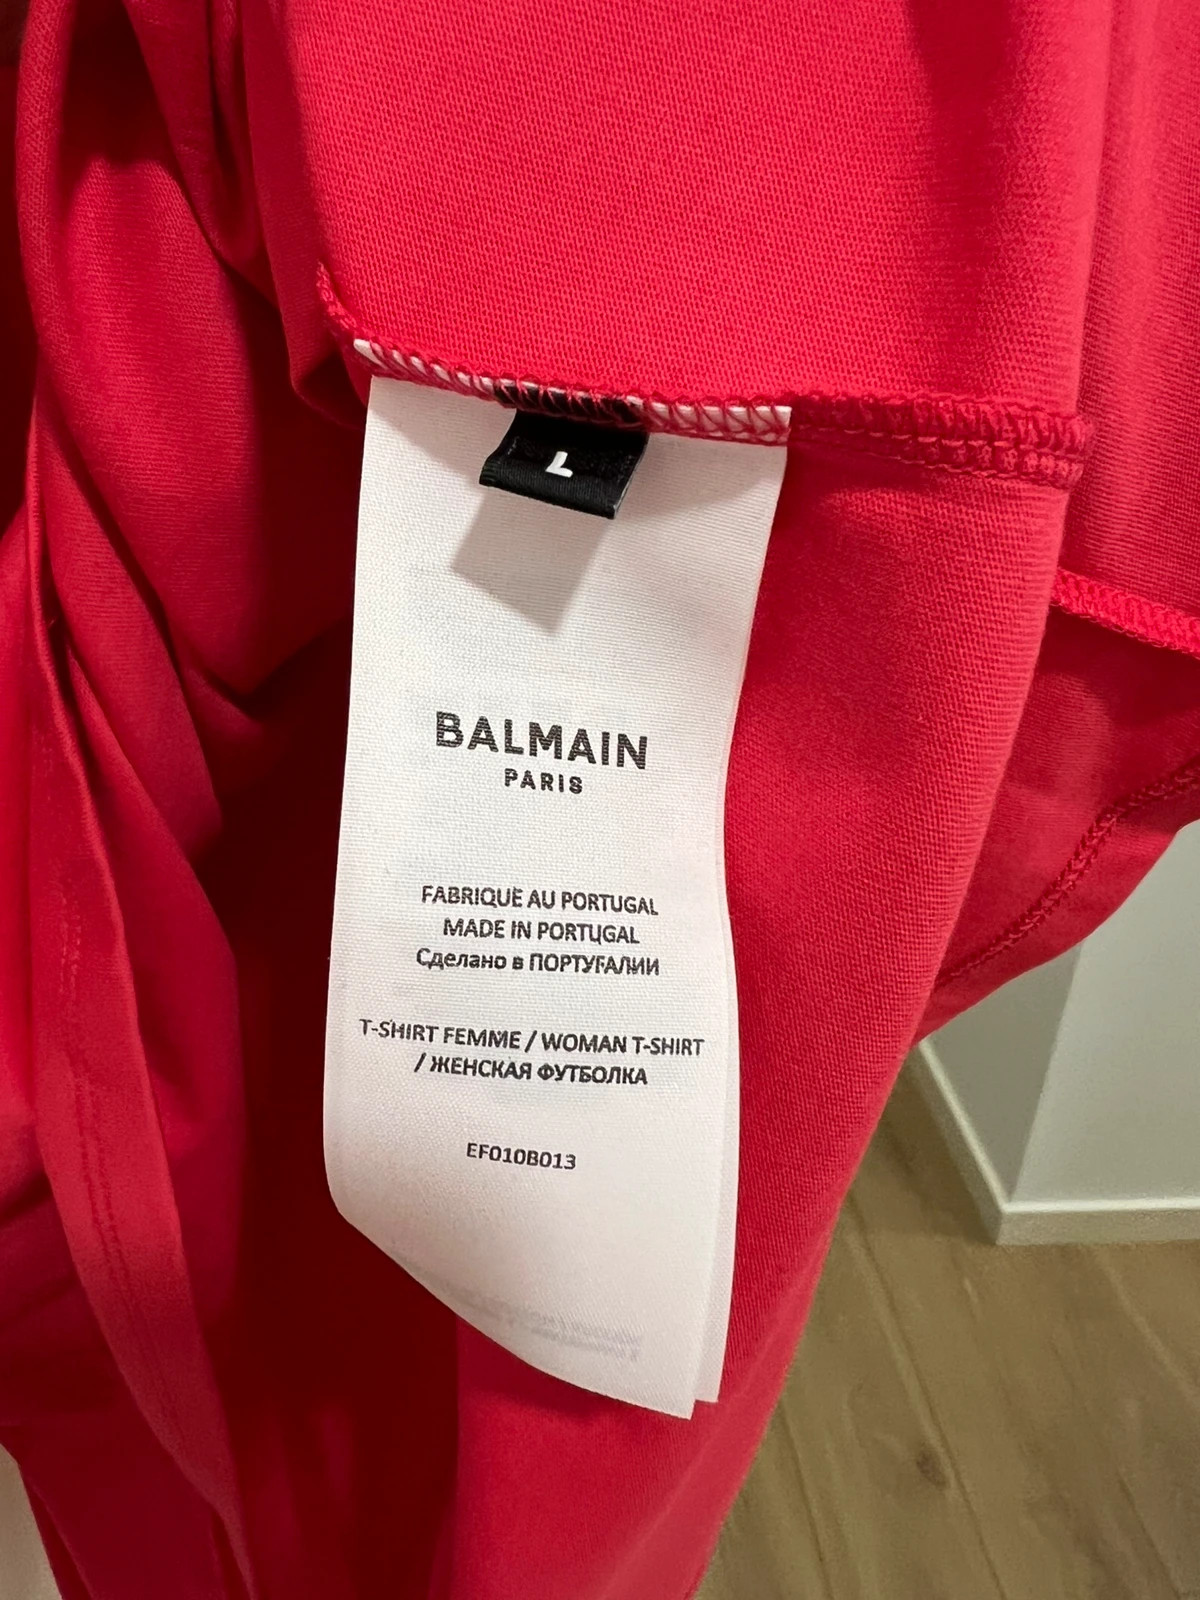 L
BALMAIN
PARIS
FABRIQUE AU PORTUGAL
MADE IN PORTUGAL
Сделано в ПОРТУГАЛИИ
T-SHIRT FEMME / WOMAN T-SHIRT
/ ЖЕНСКАЯ ФУТБОЛКА
EF010B013